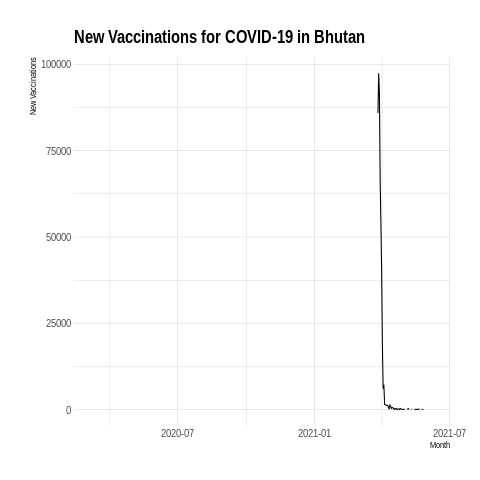 New Vaccinations for COVID-19 in Bhutan
New Vaccinations
100000
75000
50000
25000
0
2020-07
2021-01
2021-07
Month